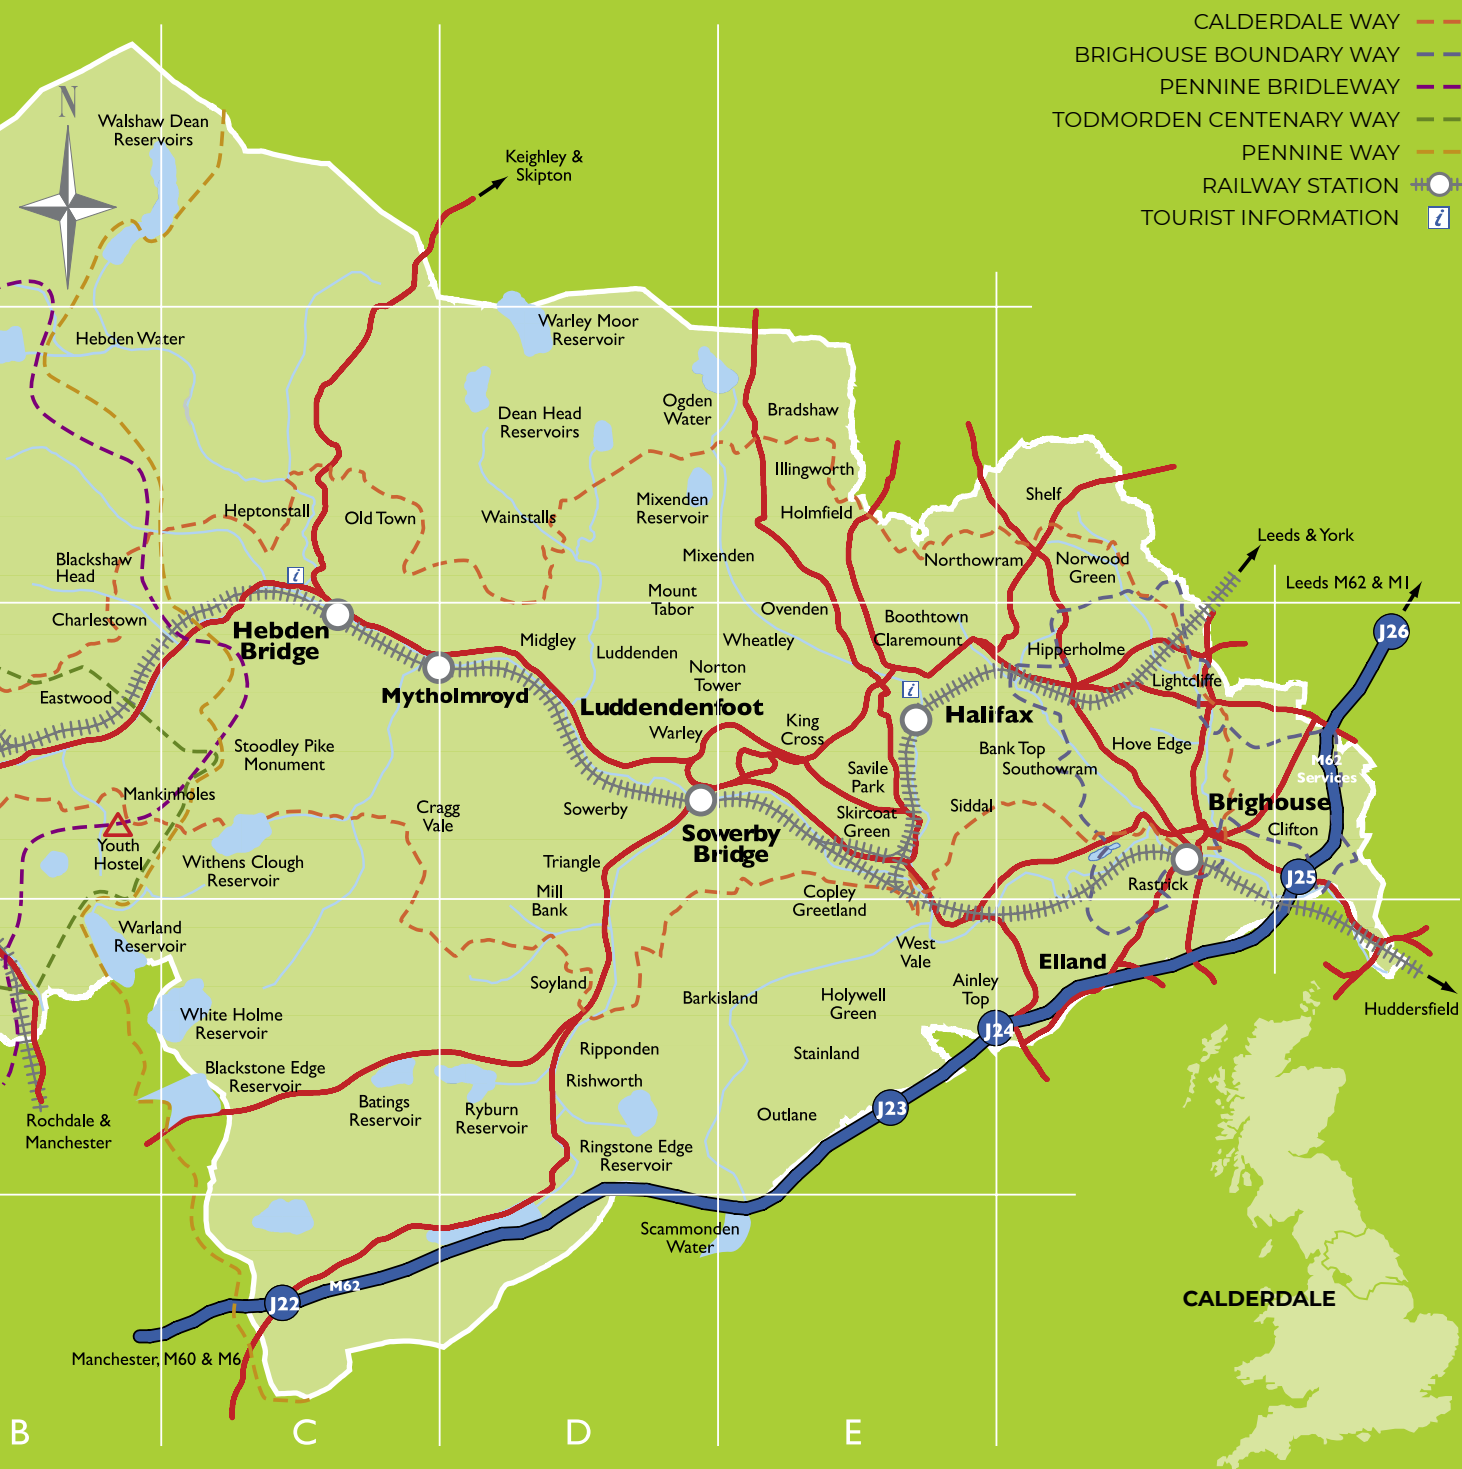 CALDERDALE WAY
BRIGHOUSE BOUNDARY WAY
PENNINE BRIDLEWAY
TODMORDEN CENTENARY WAY
PENNINE WAY
RAILWAY STATION
TOURIST INFORMATION
i
N
Walshaw Dean
Reservoirs
Keighley &
Skipton
Hebden Water
Warley Moor
Reservoir
Dean Head
Reservoirs
Ogden
Water
Bradshaw
Illingworth
Holmfield
Shelf
Heptonstall
Old Town
Wainstalls
Mixenden
Reservoir
Mixenden
Northowram
Norwood
Green
Leeds & York
Leeds M62 & M1
J26
Blackshaw
Head
i
Charlestown
Hebden
Bridge
Mount
Tabor
Ovenden
Boothtown
Claremount
Midgley
Luddenden
Wheatley
Hipperholme
Norton
Tower
Lightcliffe
Eastwood
Mytholmroyd
Luddendenfoot
i
Halifax
Warley
King
Cross
Stoodley Pike
Monument
Bank Top
Southowram
Hove Edge
M62
Services
Savile
Park
Mankinholes
Cragg
Vale
Sowerby
Skircoat
Green
Siddal
Brighouse
Clifton
Youth
Hostel
Sowerby
Bridge
Withens Clough
Reservoir
Triangle
Mill
Bank
Copley
Greetland
Rastrick
J25
Warland
Reservoir
West
Vale
Elland
Soyland
Barkisland
Holywell
Green
Ainley
Top
Huddersfield
White Holme
Reservoir
J24
Ripponden
Stainland
Blackstone Edge
Reservoir
Rishworth
Rochdale &
Manchester
Batings
Reservoir
Ryburn
Reservoir
Outlane
J23
Ringstone Edge
Reservoir
Scammonden
Water
M62
J22
CALDERDALE
Manchester, M60 & M6
B
C
D
E